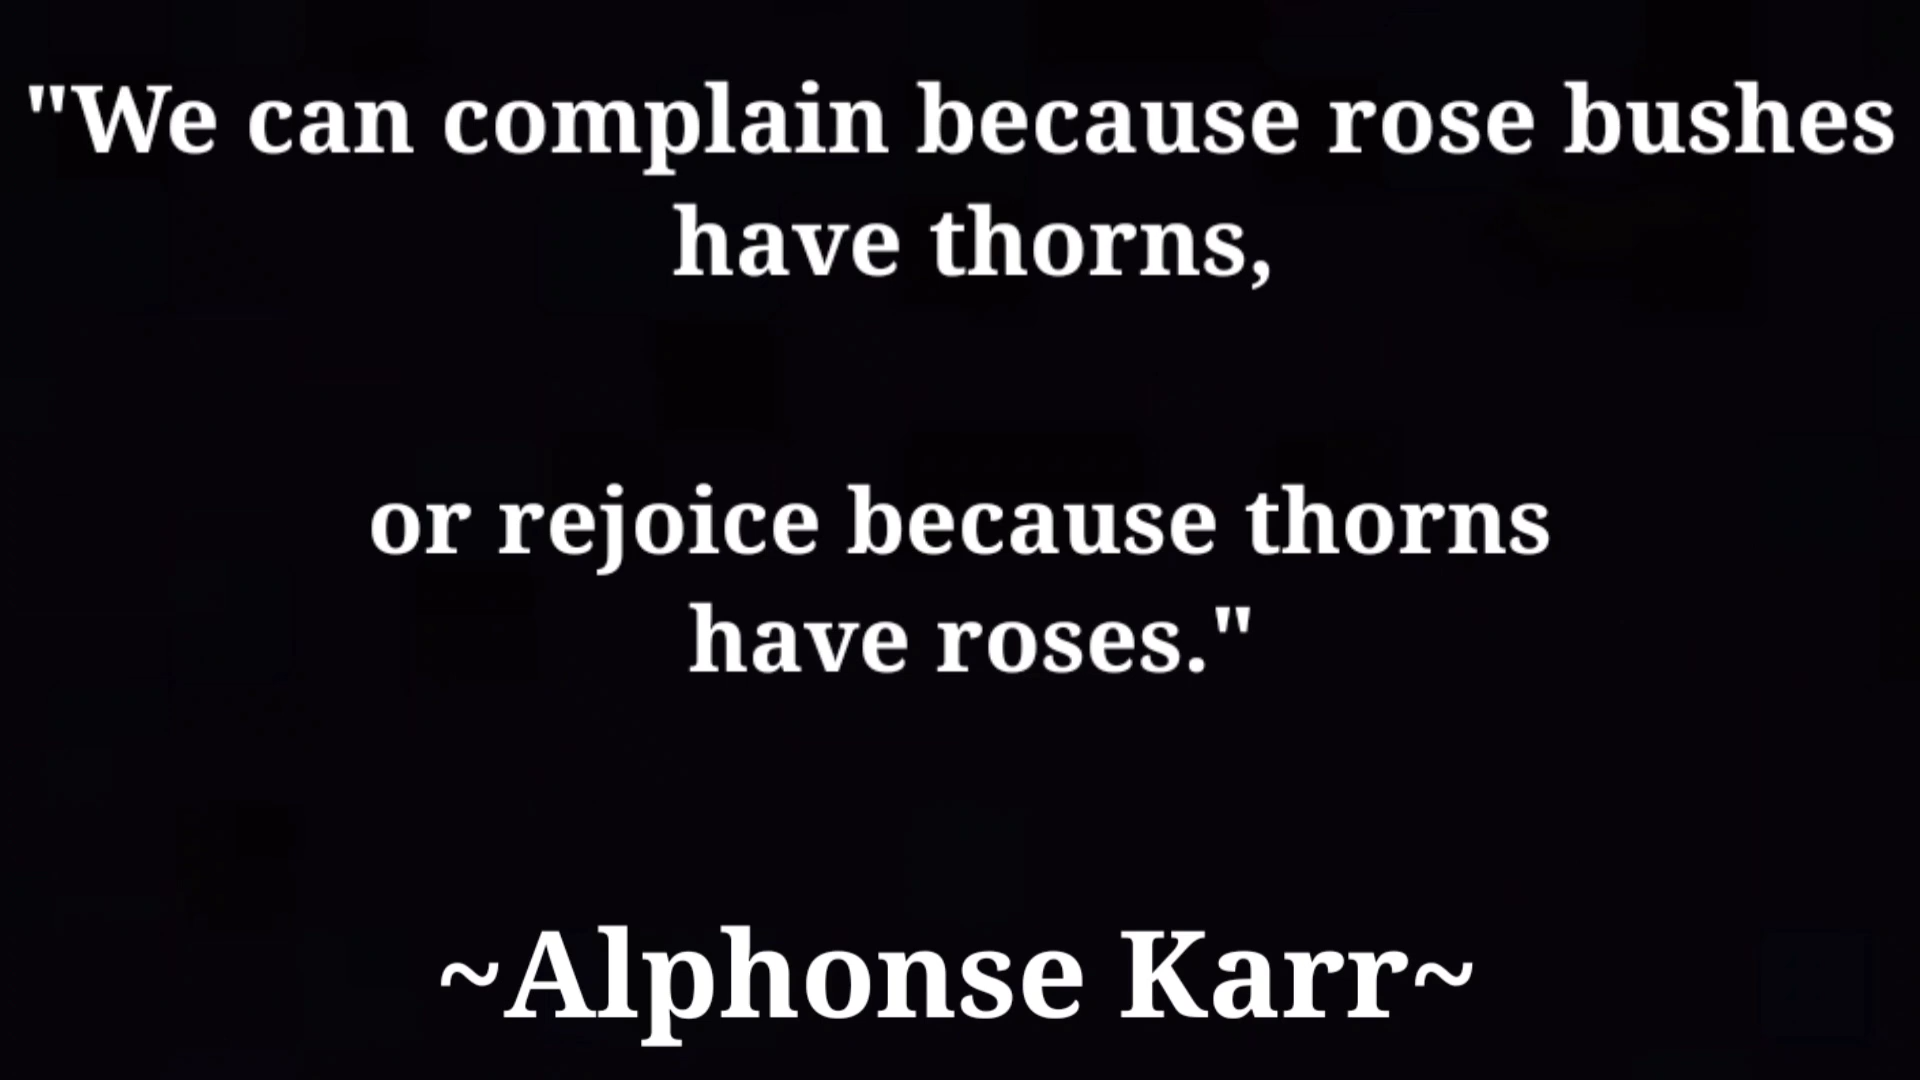 "We can complain because rose bushes
have thorns,
or rejoice because thorns
have roses."
~Alphonse Karr~